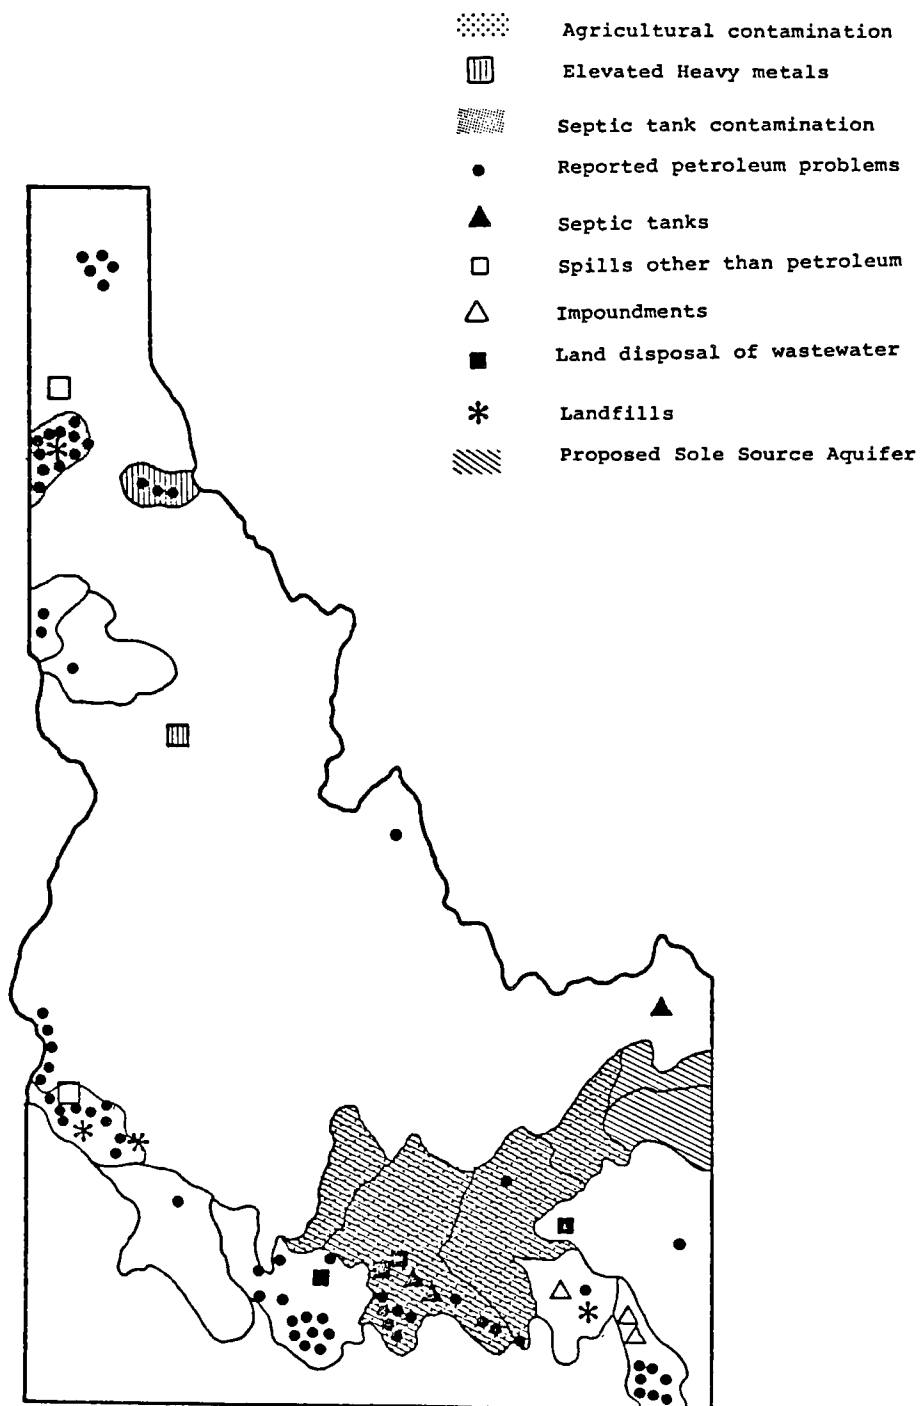 Agricultural contamination
Elevated Heavy metals
Septic tank contamination
Reported petroleum problems
Septic tanks
Spills other than petroleum
Impoundments
Land disposal of wastewater
Landfills
Proposed Sole Source Aquifer